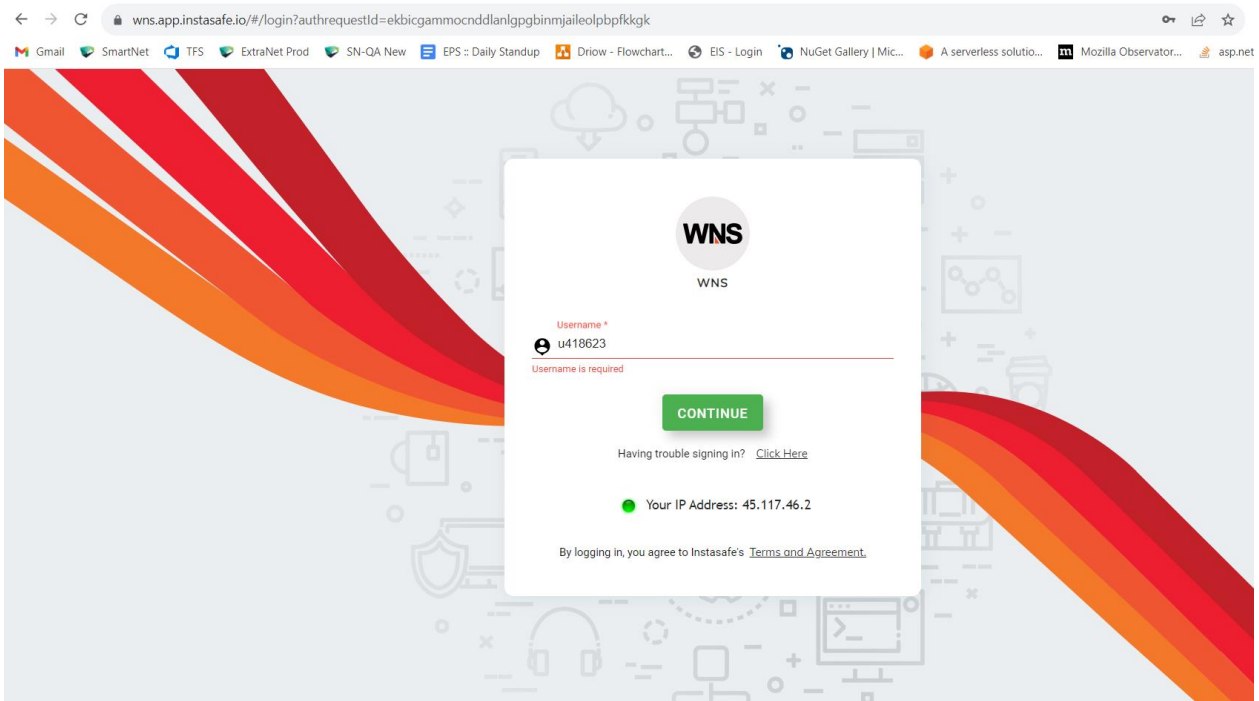 wns.app.instasafe.io/#/login?authrequestId=ekbicgammocnddlanlgpgbinmjaileolpbpfkkgk
Gmail SmartNet TFS ExtraNet Prod SN-QA New EPS :: Daily Standup Driow - Flowchart... EIS - Login NuGet Gallery | Mic... A serverless solutio... m Mozilla Observator... asp.net
WNS
WNS
Username *
u418623
Username is required
CONTINUE
Having trouble signing in? Click Here
Your IP Address: 45.117.46.2
By logging in, you agree to Instasafe's Terms and Agreement.